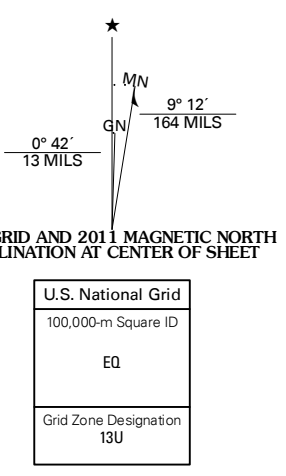 ★
MN
9° 12´
164 MILS
GN
0° 42´
13 MILS
GRID AND 2011 MAGNETIC NORTH
LINATION AT CENTER OF SHEET
U.S. National Grid
100,000-m Square ID
EQ
Grid Zone Designation
13U